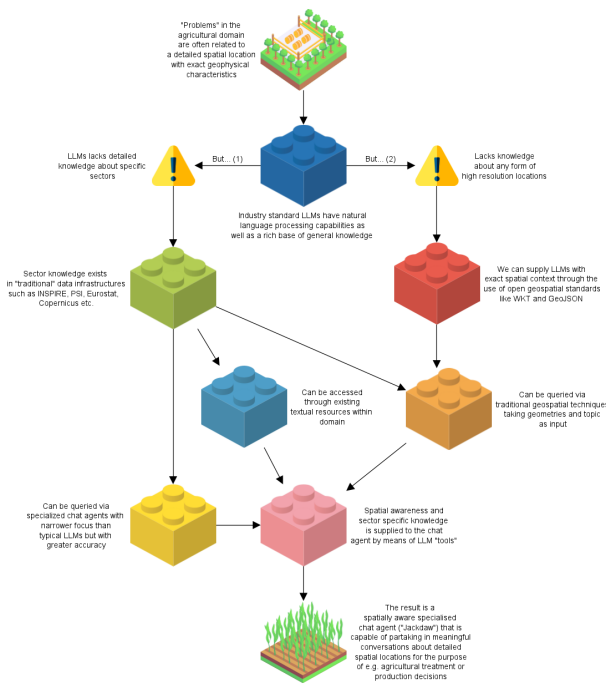 "Problems" in the
agricultural domain
are often related to
a detailed spatial location
with exact geophysical
characteristics
But... (1)
But... (2)
LLMs lacks detailed
knowledge about specific
sectors
Lacks knowledge
about any form of
high resolution locations
Industry standard LLMs have natural
language processing capabilities as
well as a rich base of general knowledge
Sector knowledge exists
in "traditional" data infrastructures
such as INSPIRE, PSI, Eurostat,
Copernicus etc.
We can supply LLMs with
exact spatial context through the
use of open geospatial standards
like WKT and GeoJSON
Can be accessed
through existing
textual resources within
domain
Can be queried via
traditional geospatial techniques
taking geometries and topic
as input
Can be queried via
specialized chat agents with
narrower focus than
typical LLMs but with
greater accuracy
Spatial awareness and
sector specific knowledge
is supplied to the chat
agent by means of LLM "tools"
The result is a
spatially aware specialised
chat agent ("Jackdaw") that is
capable of partaking in meaningful
conversations about detailed
spatial locations for the purpose
of e.g. agricultural treatment or
production decisions